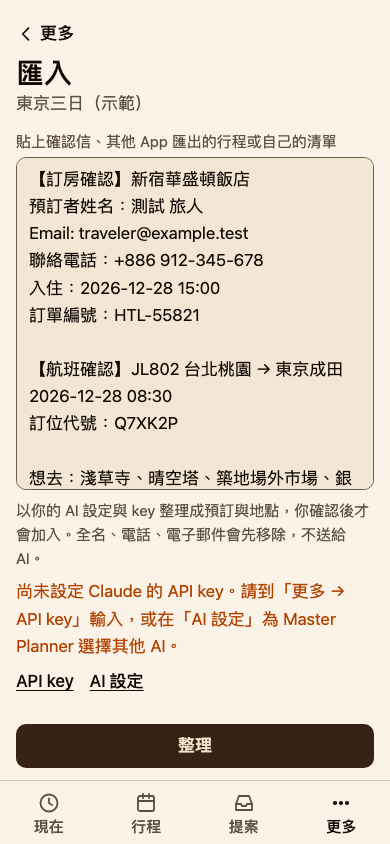 更多
匯入
東京三日（示範）
貼上確認信、其他 App 匯出的行程或自己的清單
【訂房確認】新宿華盛頓飯店
預訂者姓名：測試 旅人
Email: traveler@example.test
聯絡電話：+886 912-345-678
入住：2026-12-28 15:00
訂單編號：HTL-55821
【航班確認】JL802 台北桃園 → 東京成田
2026-12-28 08:30
訂位代號：Q7XK2P
想去：淺草寺、晴空塔、築地場外市場、銀
以你的 AI 設定與 key 整理成預訂與地點，你確認後才
會加入。全名、電話、電子郵件會先移除，不送給
AI。
尚未設定 Claude 的 API key。請到「更多 →
API key」輸入，或在「AI 設定」為 Master
Planner 選擇其他 AI。
API key AI 設定
整理
現在 行程 提案 更多